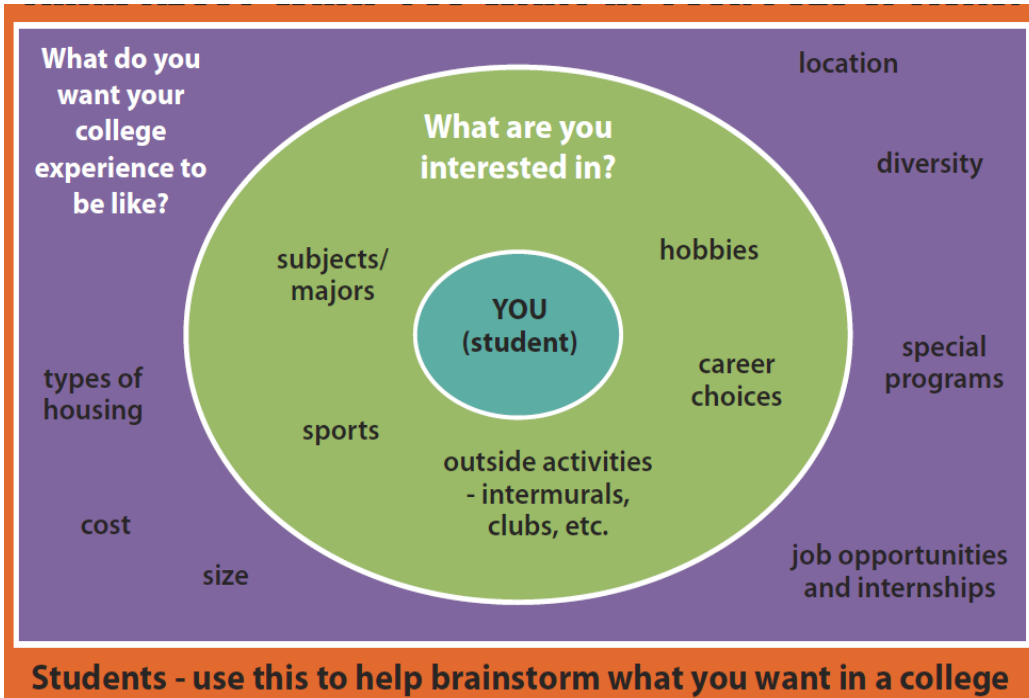 What do you
want your
college
experience to
be like?
location
diversity
What are you
interested in?
subjects/
majors
hobbies
YOU
(student)
types of
housing
career
choices
special
programs
sports
outside activities
- intermurals,
clubs, etc.
cost
size
job opportunities
and internships
Students - use this to help brainstorm what you want in a college